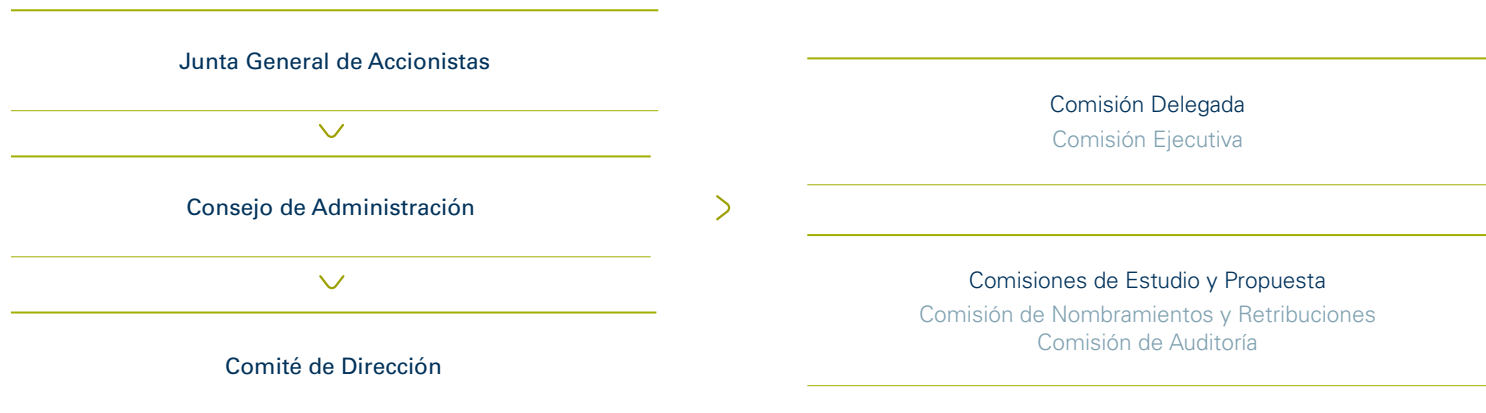 Junta General de Accionistas
Consejo de Administración
Comité de Dirección
Comisión Delegada
Comisión Ejecutiva
Comisiones de Estudio y Propuesta
Comisión de Nombramientos y Retribuciones
Comisión de Auditoría